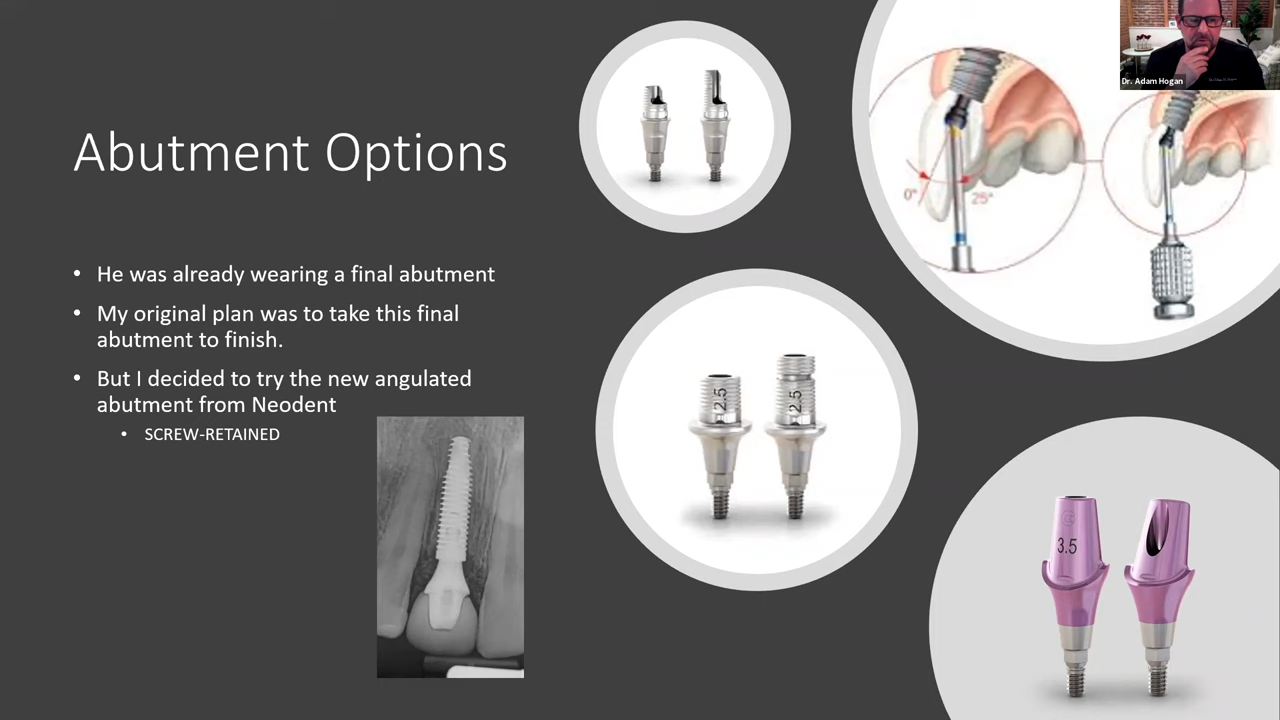 Abutment Options
• He was already wearing a final abutment
• My original plan was to take this final
abutment to finish.
• But I decided to try the new angulated
abutment from Neodent
• SCREW-RETAINED
2.5
2.5
0°
25°
Dr. Adam Hogan
3.5